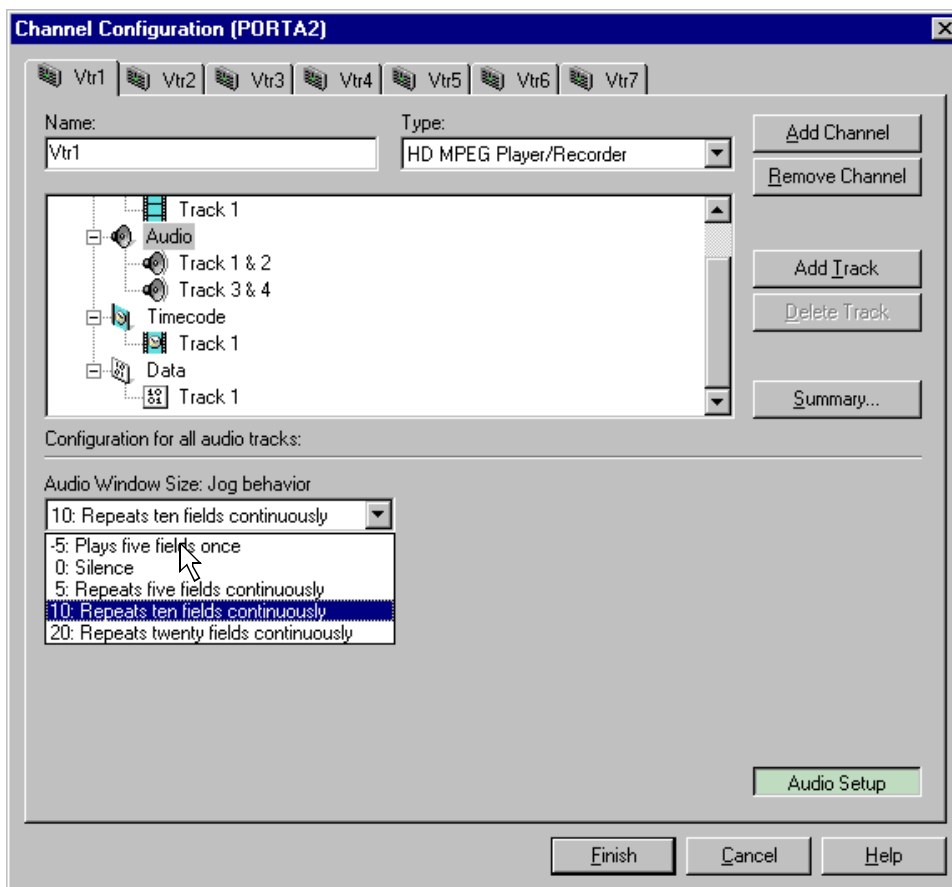 Channel Configuration (PORTA2)
Vtr1 Vtr2 Vtr3 Vtr4 Vtr5 Vtr6 Vtr7
Name: Type:
Vtr1 HD MPEG Player/Recorder
Add Channel
Remove Channel
Track 1
Audio
Track 1 & 2
Track 3 & 4
Timecode
Track 1
Data
Track 1
Add Track
Delete Track
Summary...
Configuration for all audio tracks:
Audio Window Size: Jog behavior
10: Repeats ten fields continuously
-5: Plays five fields once
0: Silence
5: Repeats five fields continuously
10: Repeats ten fields continuously
20: Repeats twenty fields continuously
Audio Setup
Finish Cancel Help